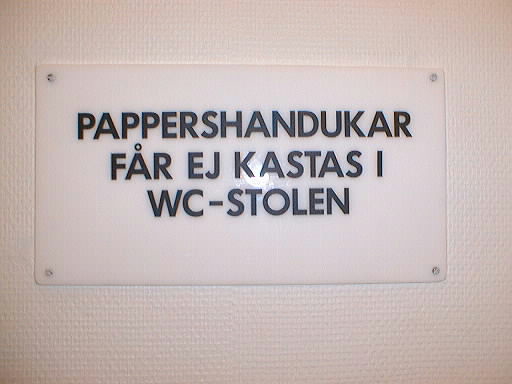 PAPPERSHANDUKAR
FÅR EJ KASTAS I
WC-STOLEN